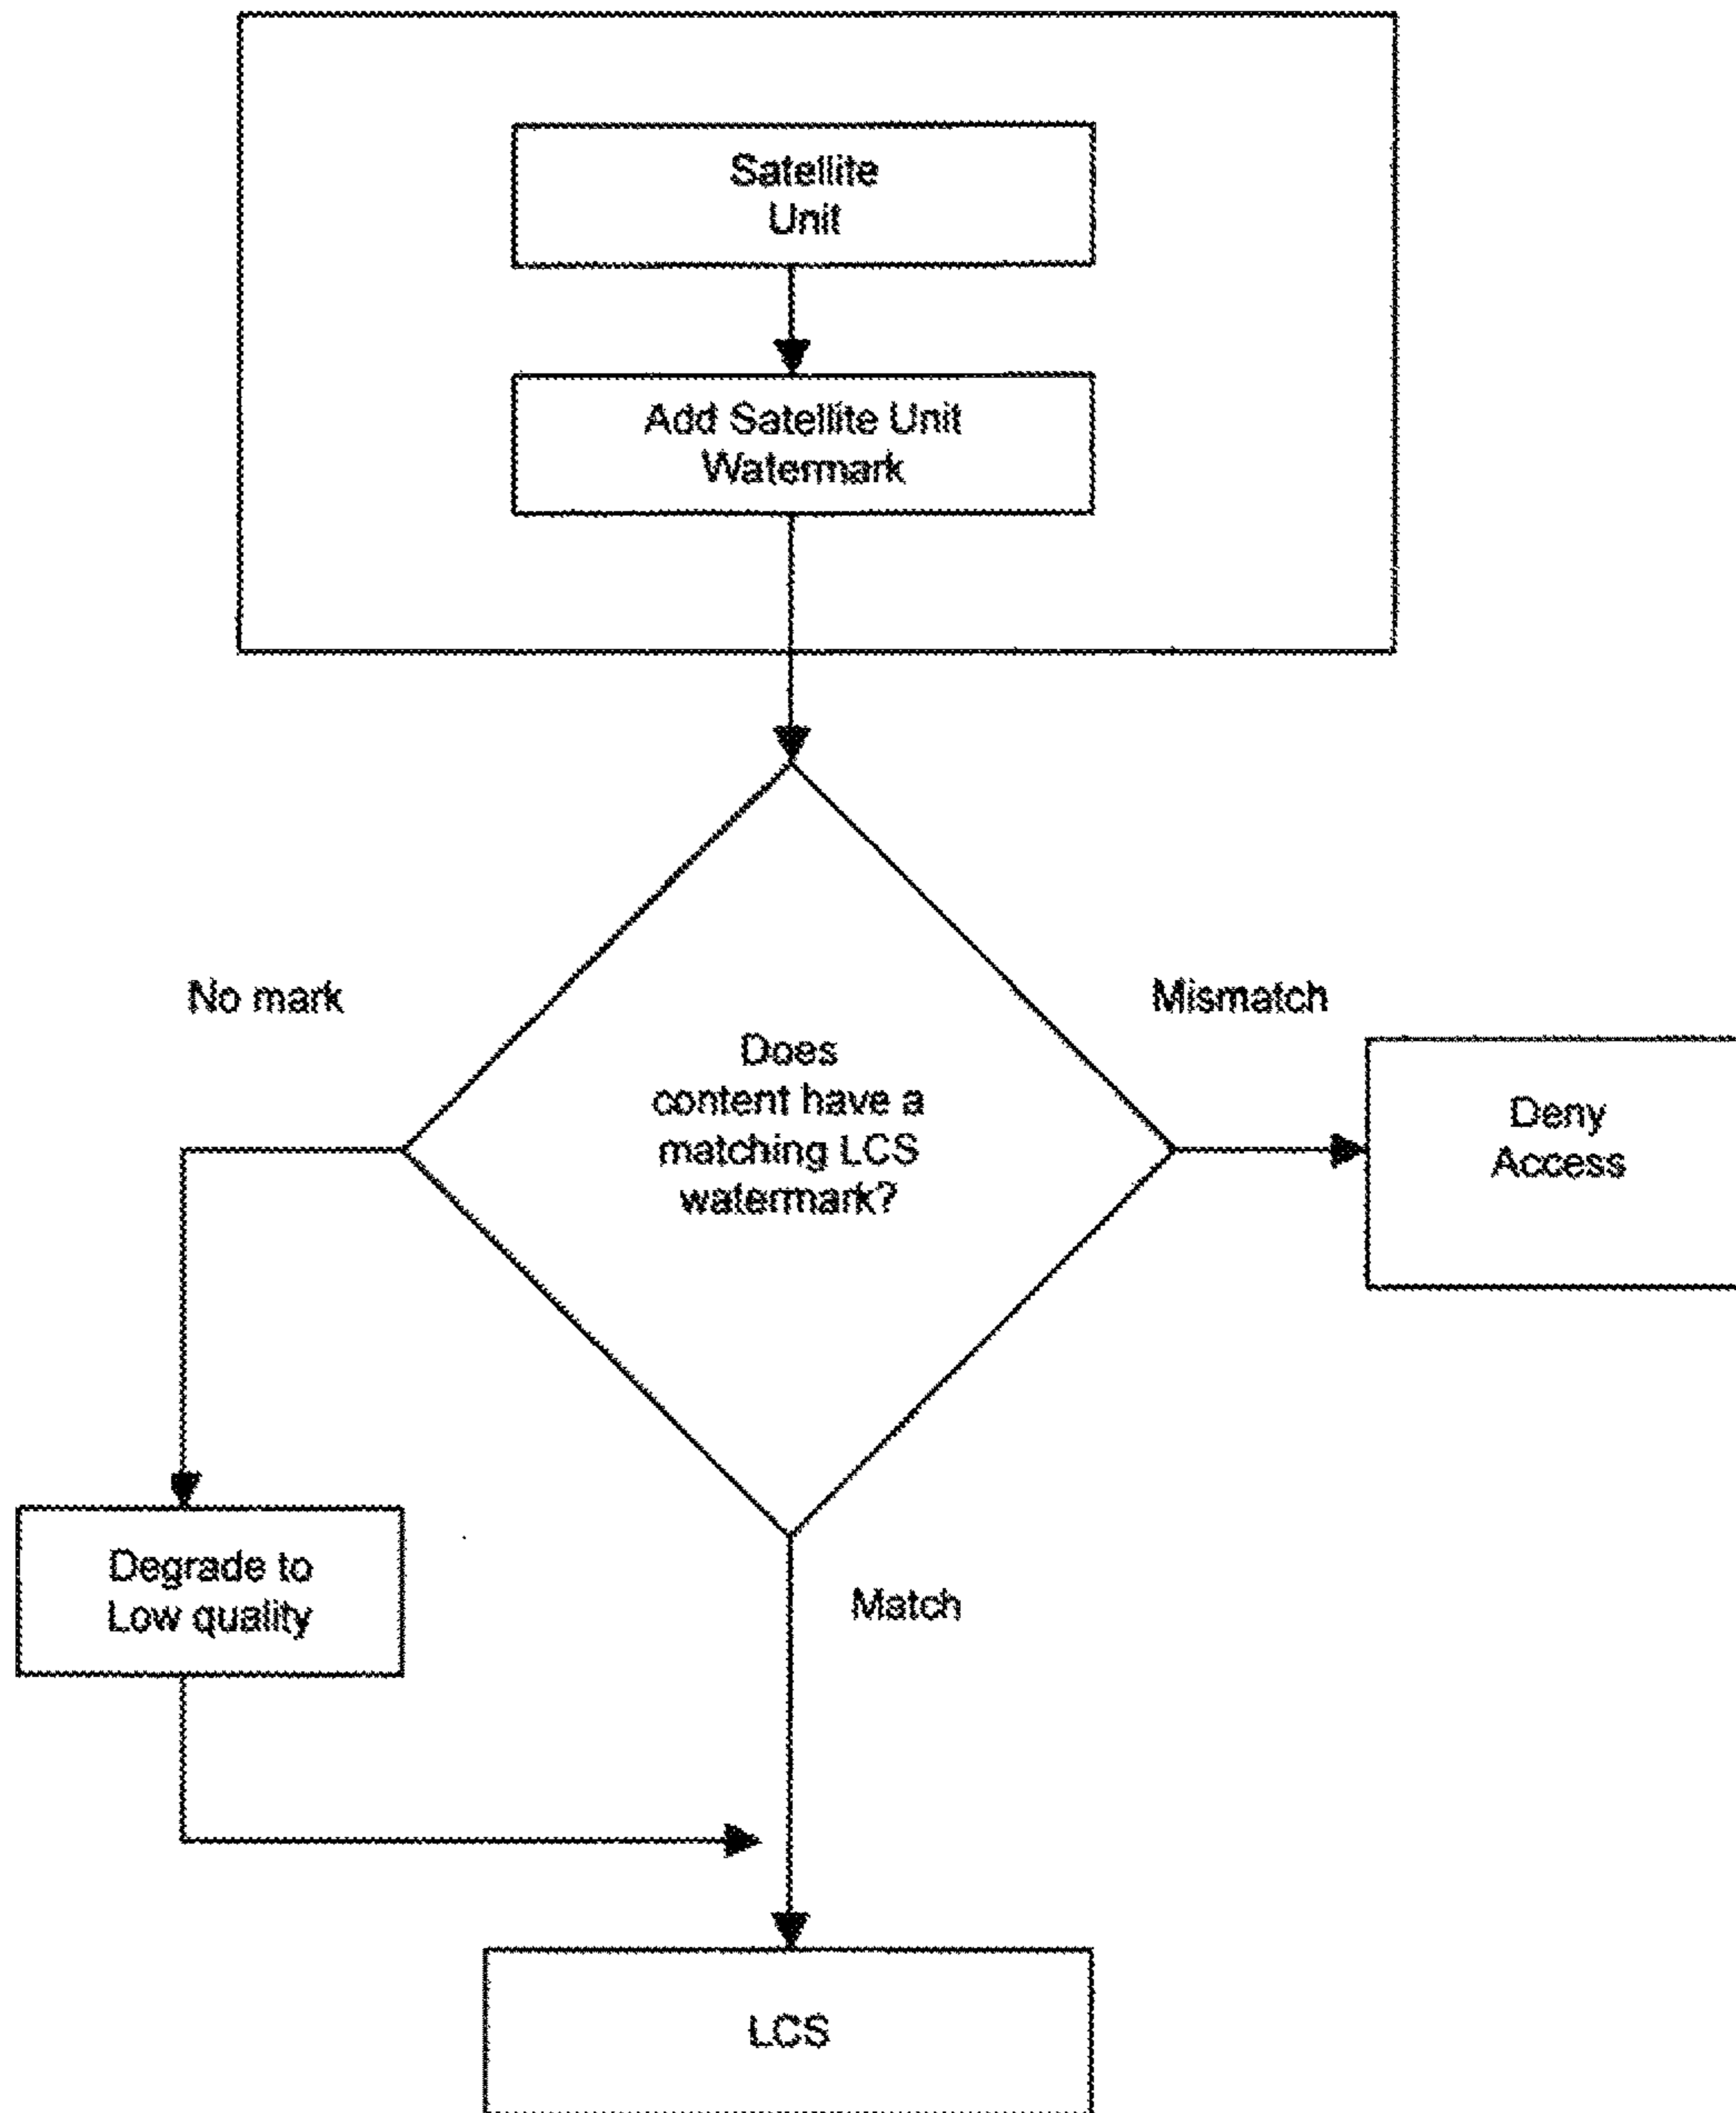 Satellite
Unit
Add Satellite Unit
Watermark
No mark
Mismatch
Does
content have a
matching LCS
watermark?
Deny
Access
Degrade to
Low quality
Match
LCS